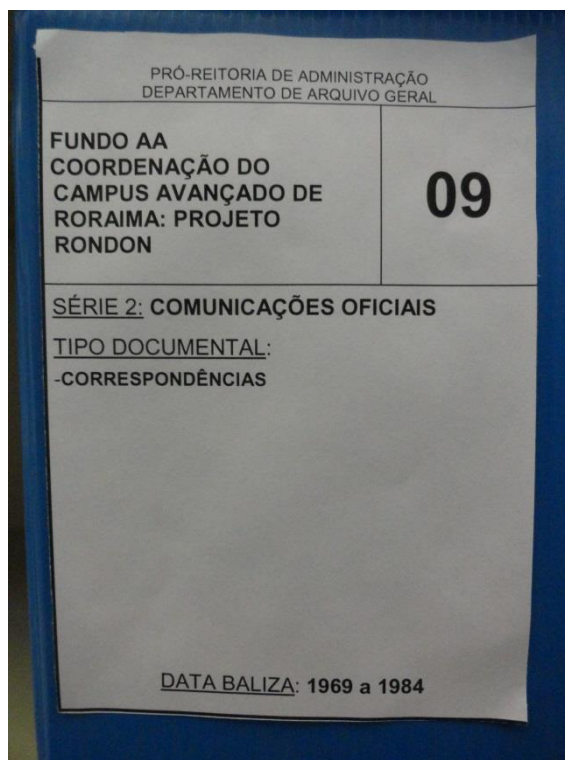 PRÓ-REITORIA DE ADMINISTRAÇÃO
DEPARTAMENTO DE ARQUIVO GERAL
FUNDO AA
COORDENAÇÃO DO
CAMPUS AVANÇADO DE
RORAIMA: PROJETO
RONDON
09
SÉRIE 2: COMUNICAÇÕES OFICIAIS
TIPO DOCUMENTAL:
-CORRESPONDÊNCIAS
DATA BALIZA: 1969 a 1984